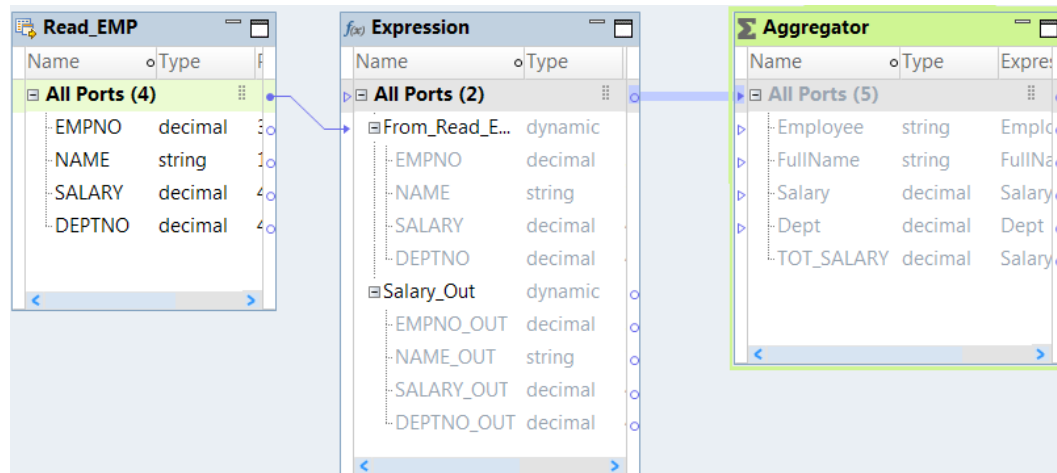 Read_EMP
Name Type
All Ports (4)
EMPNO decimal
NAME string
SALARY decimal
DEPTNO decimal
f(x) Expression
Name Type
All Ports (2)
From_Read_E... dynamic
EMPNO decimal
NAME string
SALARY decimal
DEPTNO decimal
Salary_Out dynamic
EMPNO_OUT decimal
NAME_OUT string
SALARY_OUT decimal
DEPTNO_OUT decimal
Σ Aggregator
Name Type Expres
All Ports (5)
Employee string Emplo
FullName string FullNa
Salary decimal Salary
Dept decimal Dept
TOT_SALARY decimal Salary